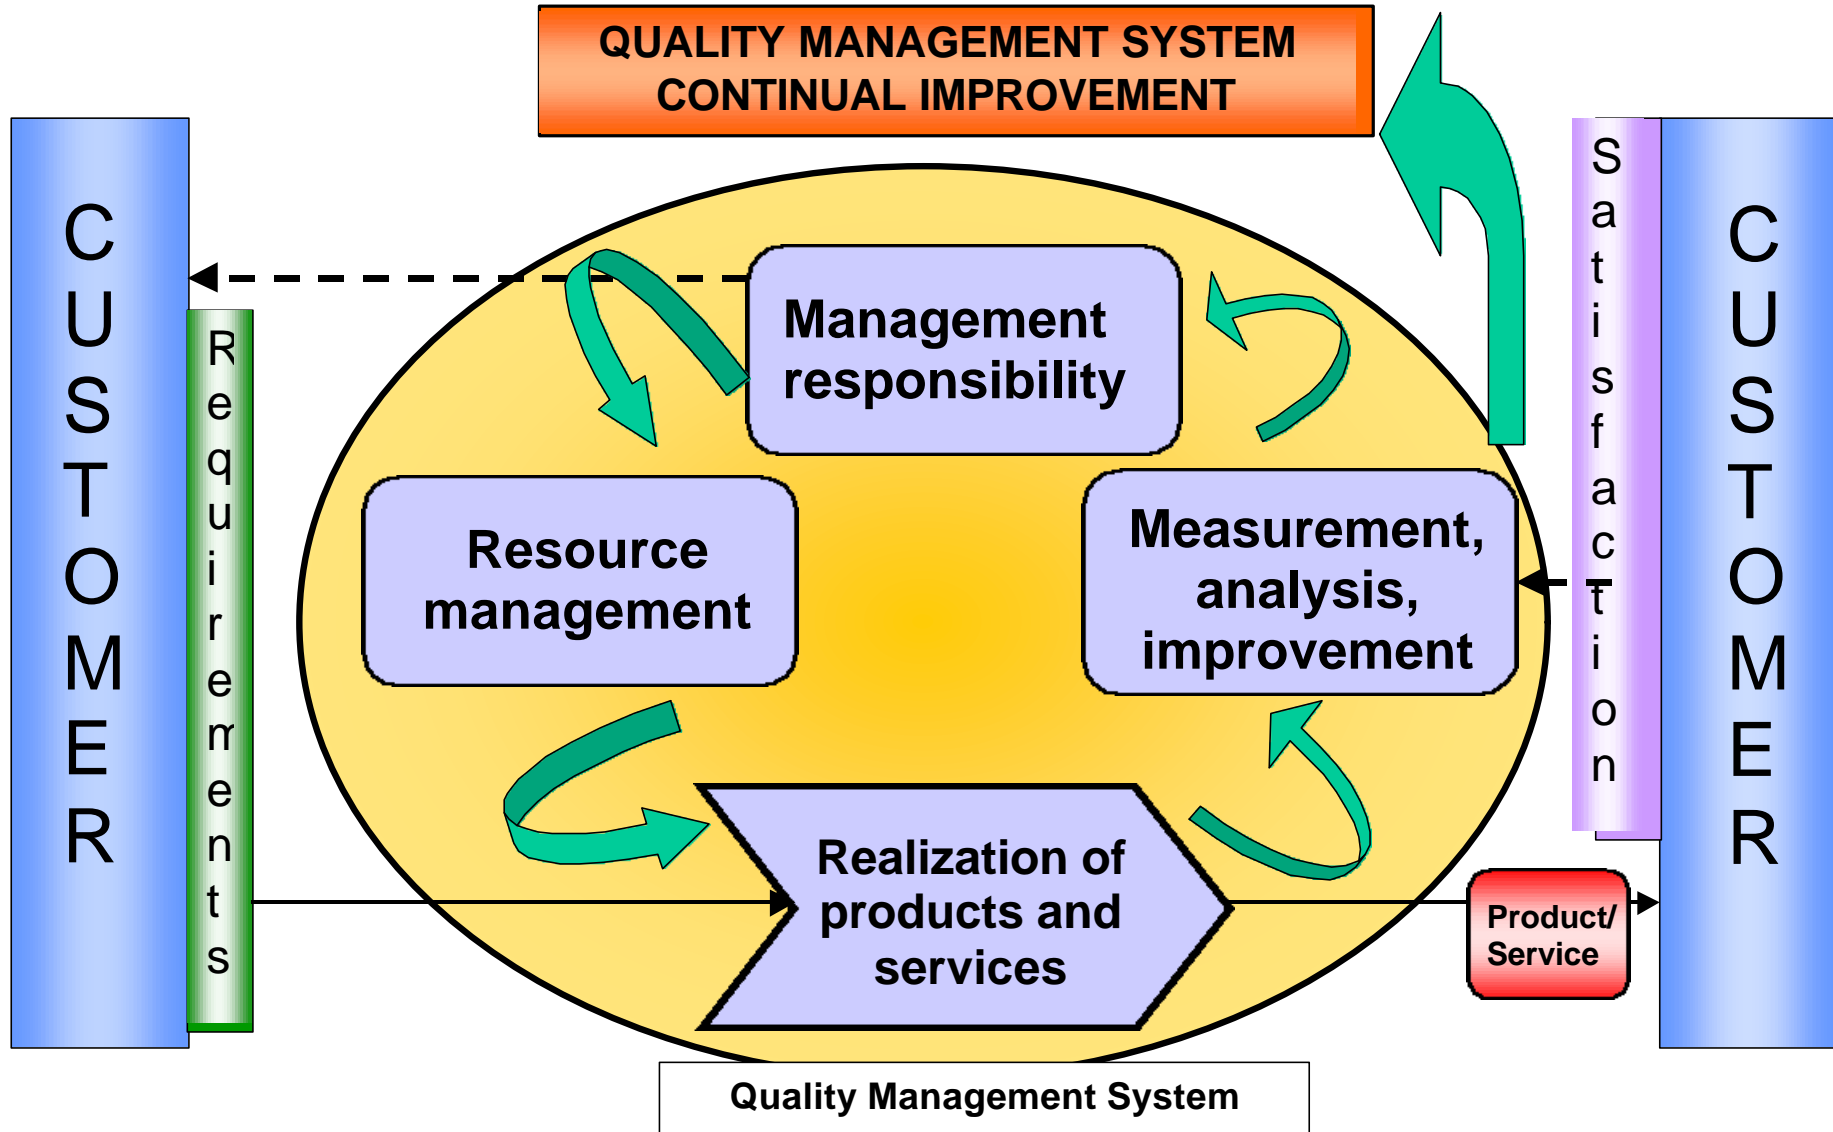 QUALITY MANAGEMENT SYSTEM
CONTINUAL IMPROVEMENT
CUSTOMER
Requirements
Management
responsibility
Resource
management
Measurement,
analysis,
improvement
Realization of
products and
services
Product/
Service
Satisfaction
CUSTOMER
Quality Management System